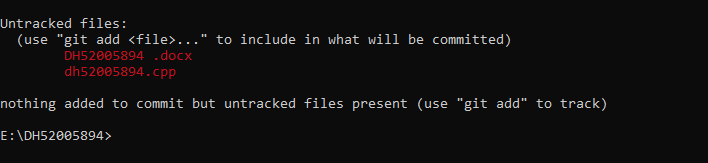 Untracked files:
(use "git add <file>..." to include in what will be committed)
DH52005894 .docx
dh52005894.cpp
nothing added to commit but untracked files present (use "git add" to track)
E:\DH52005894>